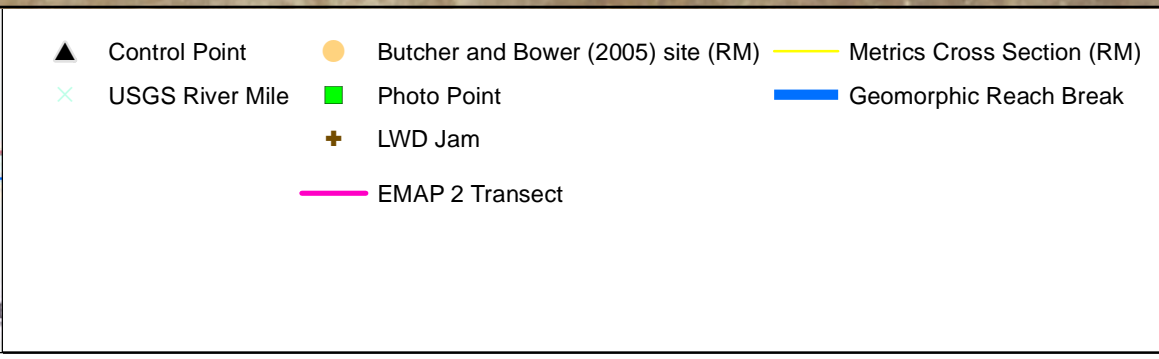 Control Point
USGS River Mile
Butcher and Bower (2005) site (RM)
Photo Point
LWD Jam
EMAP 2 Transect
Metrics Cross Section (RM)
Geomorphic Reach Break